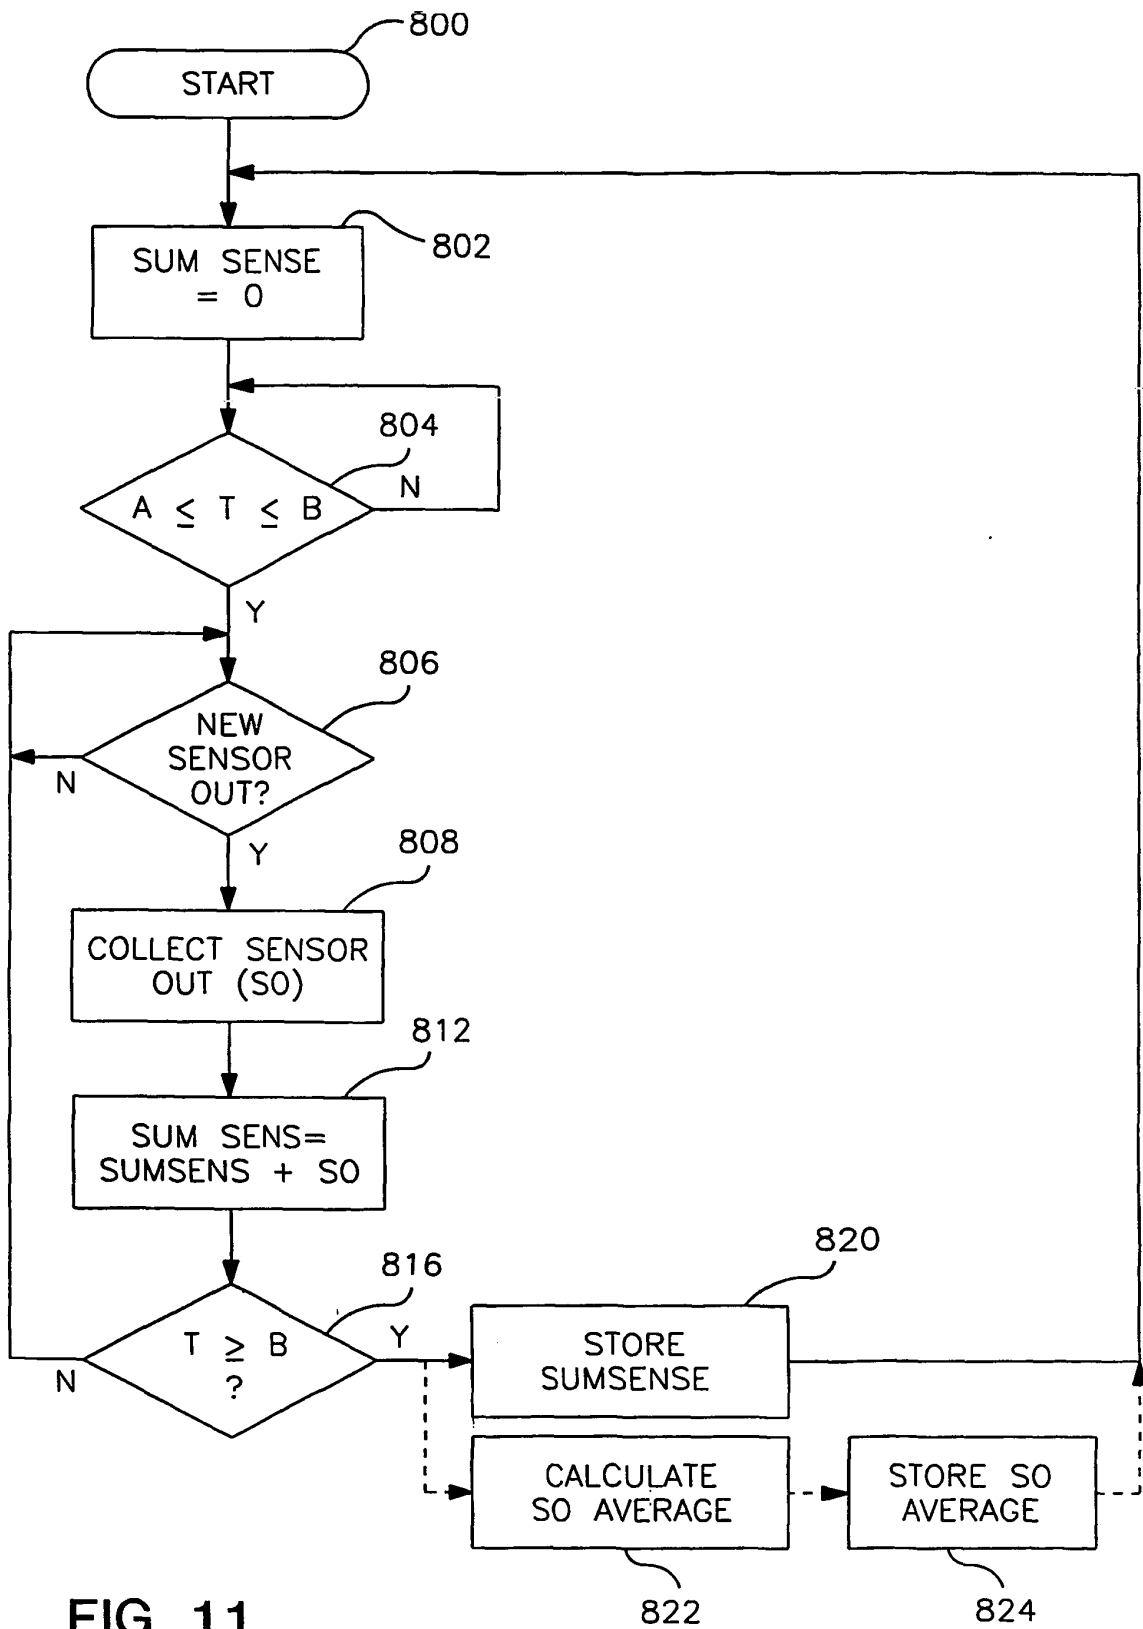 800
START
802
SUM SENSE
= 0
804
A ≤ T ≤ B
N
Y
806
NEW
SENSOR
OUT?
N
Y
808
COLLECT SENSOR
OUT (SO)
812
SUM SENS=
SUMSENS + SO
816
T ≥ B
?
N
Y
820
STORE
SUMSENSE
CALCULATE
SO AVERAGE
822
STORE SO
AVERAGE
824
FIG. 11